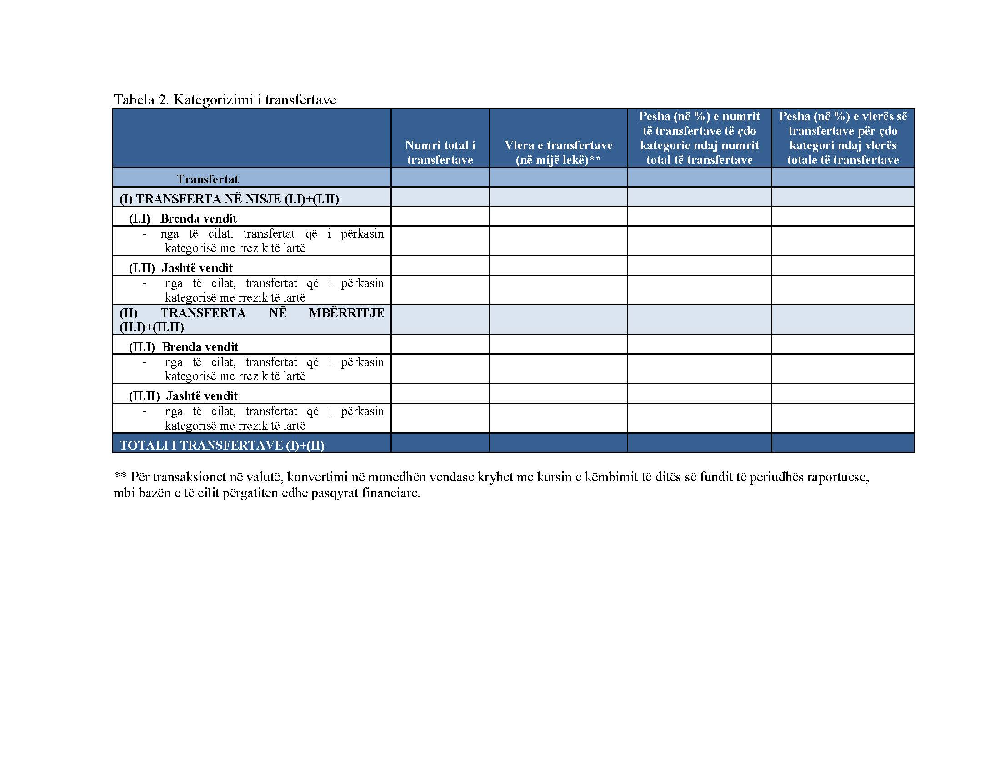 Tabela 2. Kategorizimi i transfertave
Numri total i
transfertave
Vlera e transfertave
(në mijë lekë)**
Pesha (në %) e numrit
të transfertave të çdo
kategorie ndaj numrit
total të transfertave
Pesha (në %) e vlerës së
transfertave për çdo
kategori ndaj vlerës
totale të transfertave
Transfertat
(I) TRANSFERTA NË NISJE (I.I)+(I.II)
(I.I) Brenda vendit
- nga të cilat, transfertat që i përkasin
kategorisë me rrezik të lartë
(I.II) Jashtë vendit
- nga të cilat, transfertat që i përkasin
kategorisë me rrezik të lartë
(II) TRANSFERTA NË MBËRRITJE
(II.I)+(II.II)
(II.I) Brenda vendit
- nga të cilat, transfertat që i përkasin
kategorisë me rrezik të lartë
(II.II) Jashtë vendit
- nga të cilat, transfertat që i përkasin
kategorisë me rrezik të lartë
TOTALI I TRANSFERTAVE (I)+(II)
** Për transaksionet në valutë, konvertimi në monedhën vendase kryhet me kursin e këmbimit të ditës së fundit të periudhës raportuese,
mbi bazën e të cilit përgatiten edhe pasqyrat financiare.